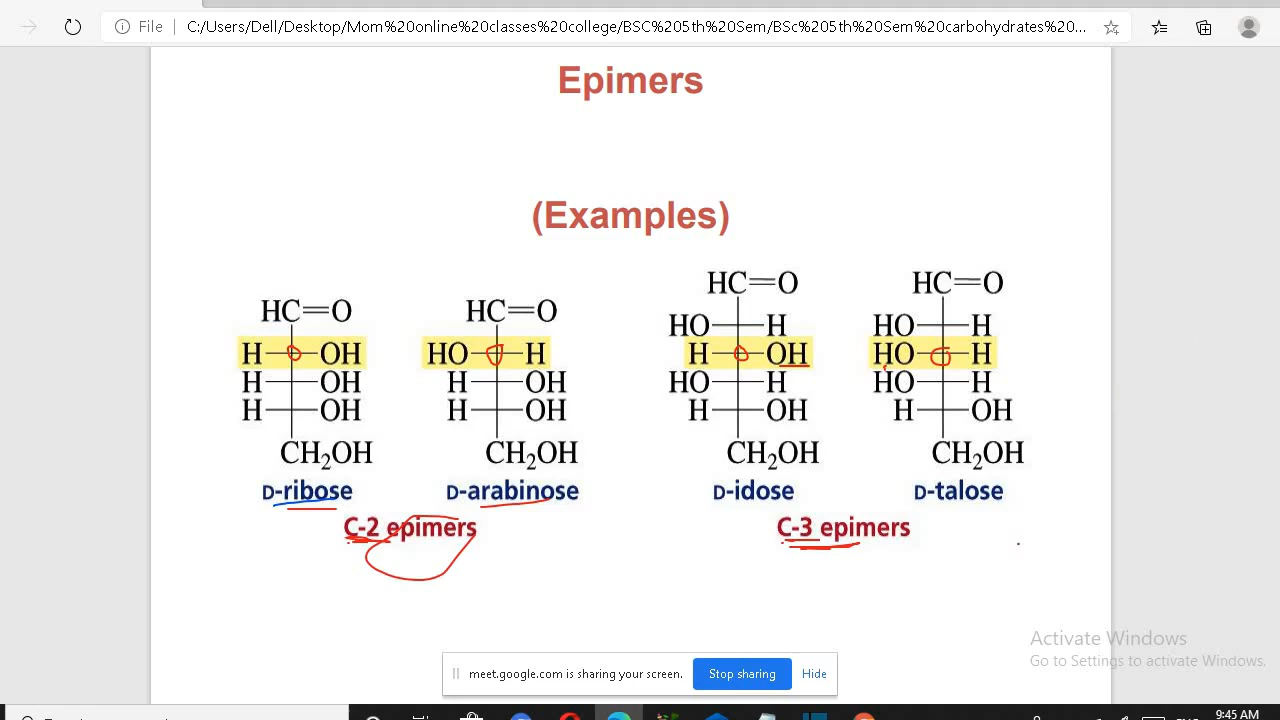 File C:/Users/Dell/Desktop/Mom%20online%20classes%20college/BSC%205th%20Sem/BSc%205th%20Sem%20carbohydrates%20...
Epimers
(Examples)
HC=O
H OH
H OH
H OH
CH2OH
D-ribose
HC=O
HO H
H OH
H OH
CH2OH
D-arabinose
C-2 epimers
HC=O
HO H
H OH
HO H
H OH
CH2OH
D-idose
HC=O
HO H
HO H
HO H
H OH
CH2OH
D-talose
C-3 epimers
Activate Windows
Go to Settings to activate Windows.
meet.google.com is sharing your screen. Stop sharing Hide
9:45 AM